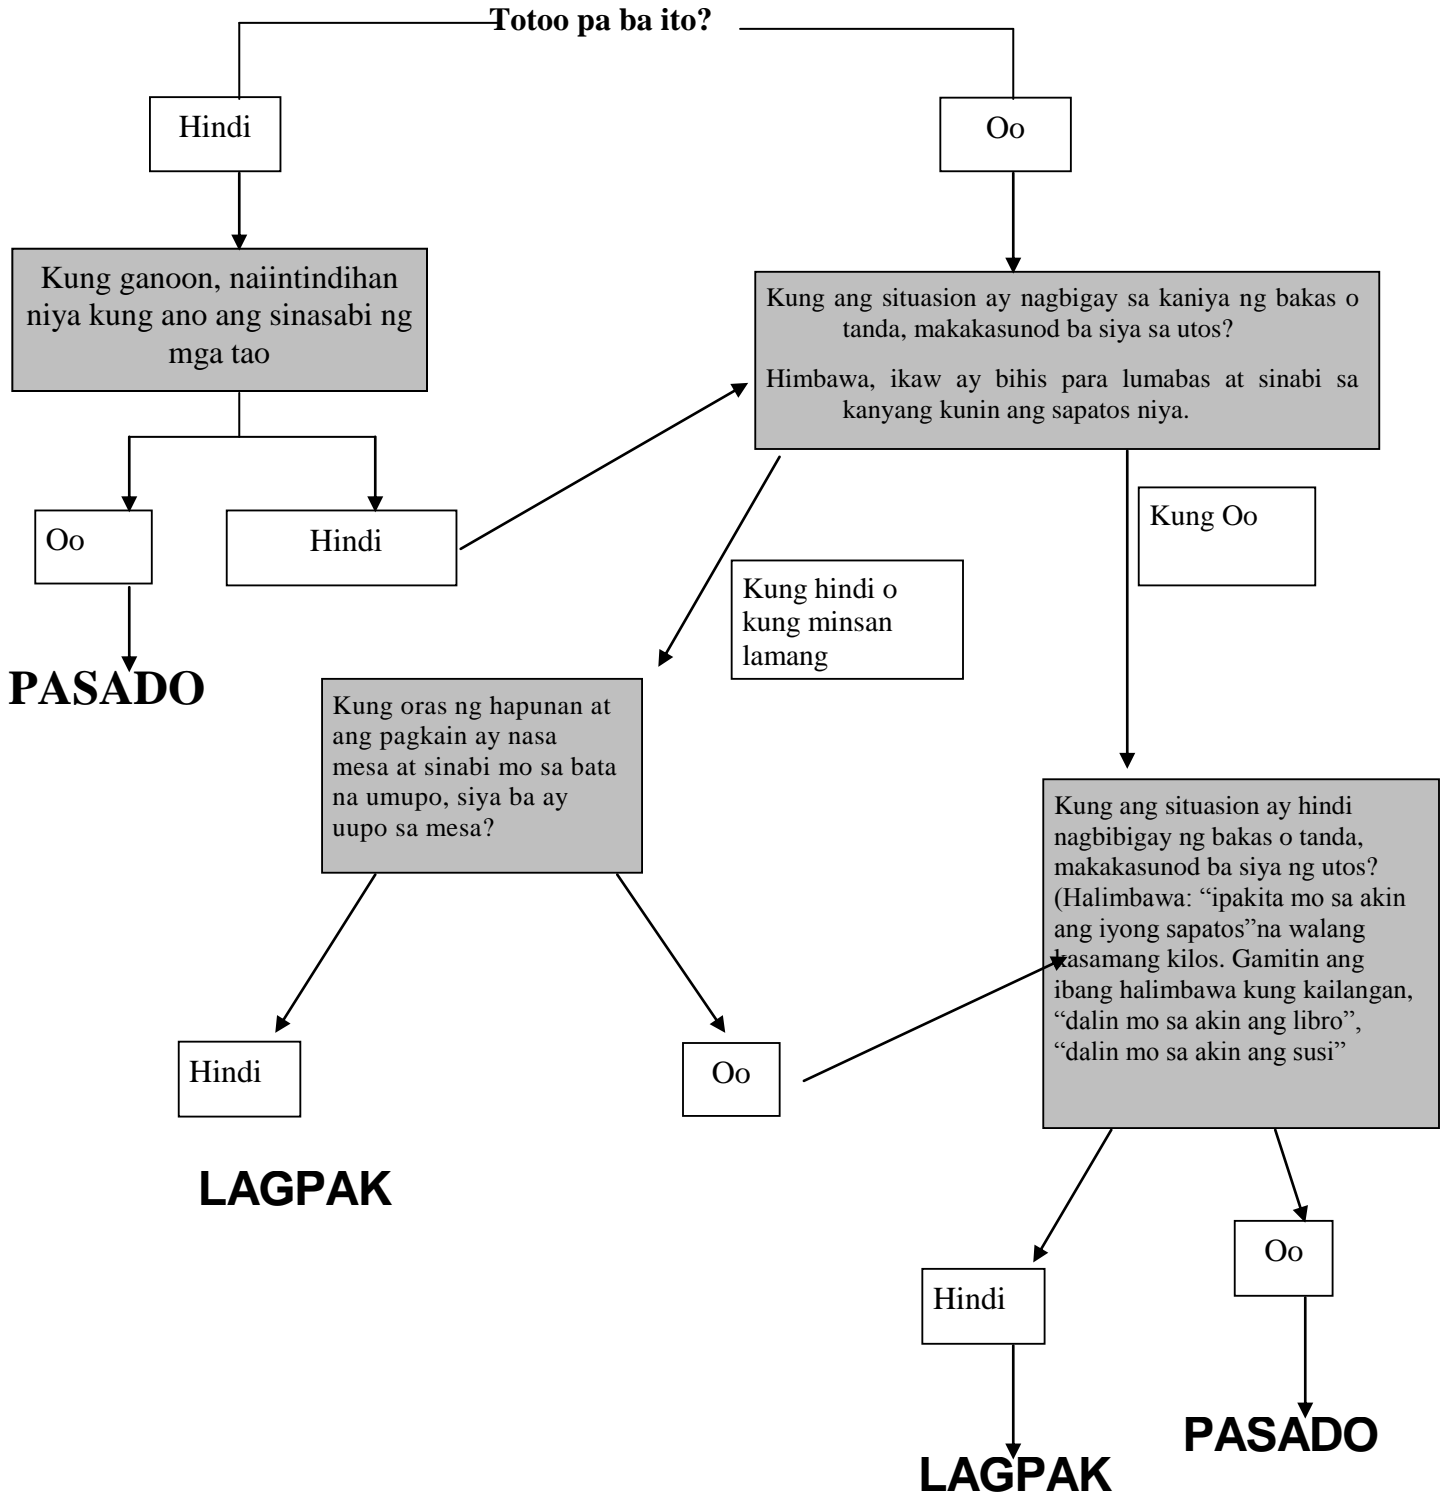 Totoo pa ba ito?
Hindi
Oo
Kung ganoon, naiintindihan
niya kung ano ang sinasabi ng
mga tao
Kung ang situasion ay nagbigay sa kaniya ng bakas o
tanda, makakasunod ba siya sa utos?
Himbawa, ikaw ay bihis para lumabas at sinabi sa
kanyang kunin ang sapatos niya.
Oo
Hindi
Kung Oo
Kung hindi o
kung minsan
lamang
PASADO
Kung oras ng hapunan at
ang pagkain ay nasa
mesa at sinabi mo sa bata
na umupo, siya ba ay
uupo sa mesa?
Kung ang situasion ay hindi
nagbibigay ng bakas o tanda,
makakasunod ba siya ng utos?
(Halimbawa: “ipakita mo sa akin
ang iyong sapatos”na walang
kasamang kilos. Gamitin ang
ibang halimbawa kung kailangan,
“dalin mo sa akin ang libro”,
“dalin mo sa akin ang susi”
Hindi
Oo
LAGPAK
Hindi
Oo
LAGPAK
PASADO